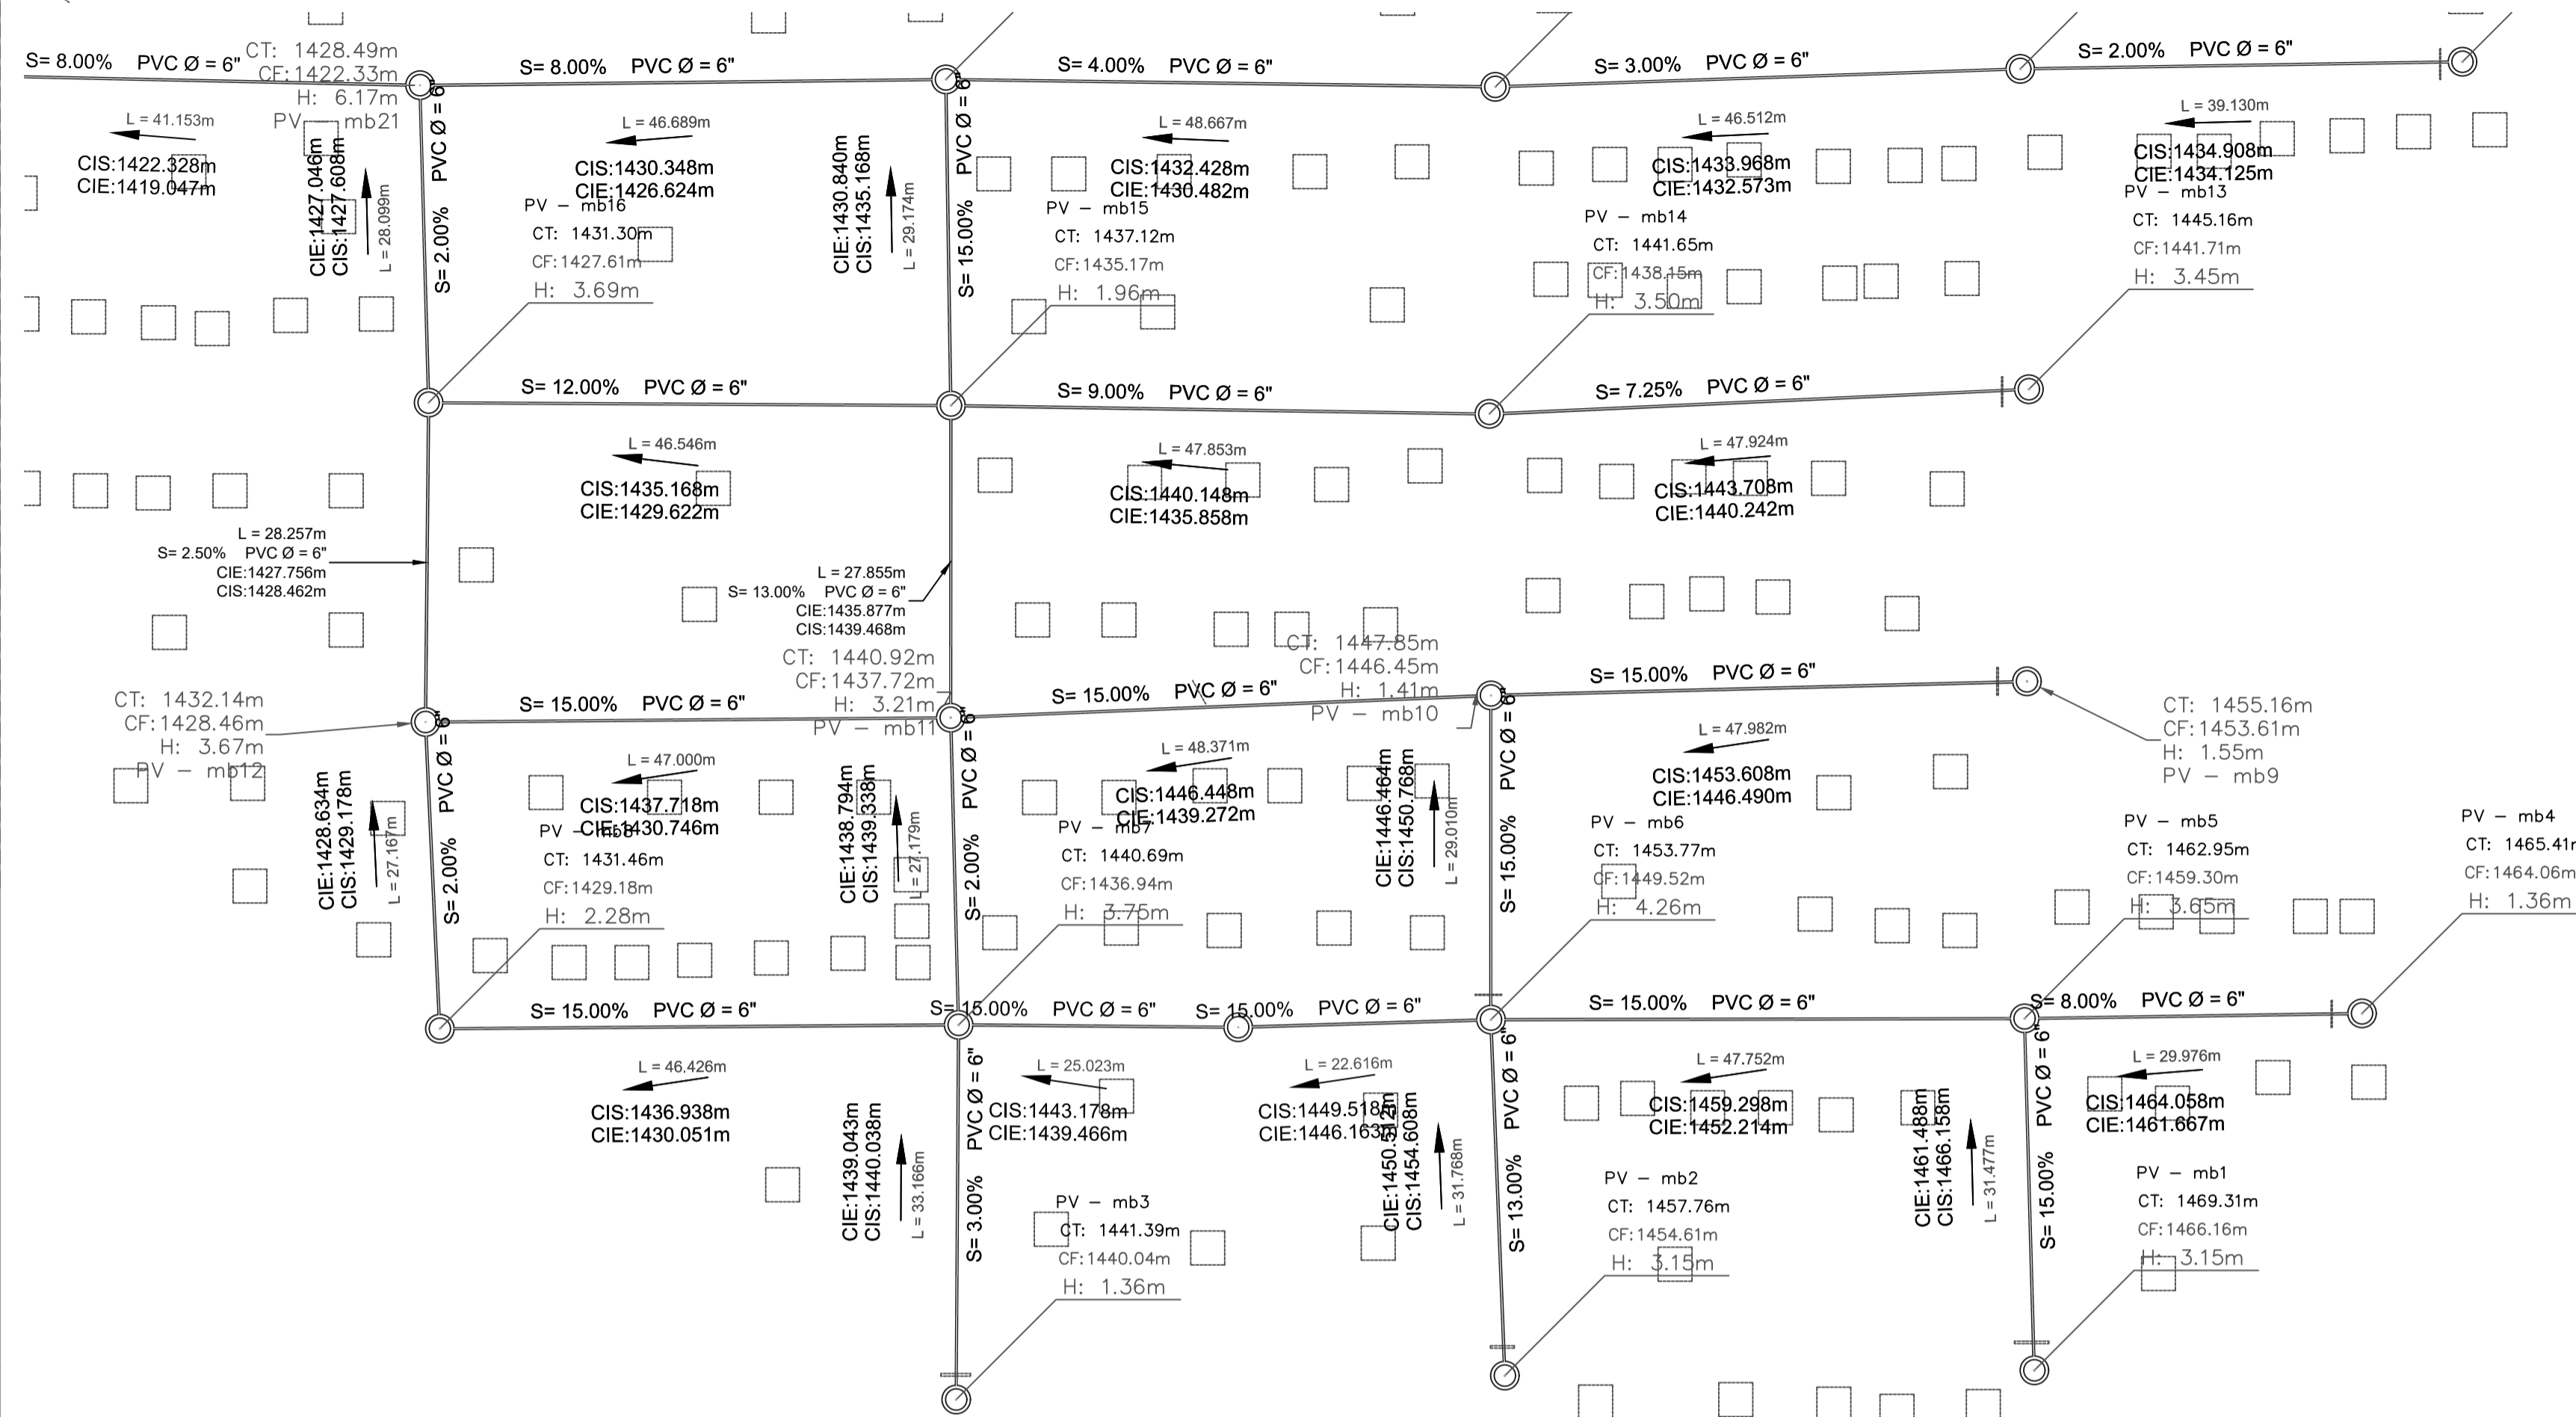 S= 8.00% PVC Ø = 6"
CT: 1428.49m
CF:1422.33m
H: 6.17m
PV - mb21
S= 8.00% PVC Ø = 6"
S= 4.00% PVC Ø = 6"
S= 3.00% PVC Ø = 6"
S= 2.00% PVC Ø = 6"
L = 41.153m
CIS:1422.328m
CIE:1419.047m
CIE:1427.046m
CIS:1427.608m
L = 28.099m
S= 2.00% PVC Ø = 6"
L = 46.689m
CIS:1430.348m
CIE:1426.624m
PV - mb16
CT: 1431.30m
CF:1427.61m
H: 3.69m
CIE:1430.840m
CIS:1435.168m
L = 29.174m
S= 15.00% PVC Ø = 6"
L = 48.667m
CIS:1432.428m
CIE:1430.482m
PV - mb15
CT: 1437.12m
CF:1435.17m
H: 1.96m
L = 46.512m
CIS:1433.968m
CIE:1432.573m
PV - mb14
CT: 1441.65m
CF:1438.15m
H: 3.50m
L = 39.130m
CIS:1434.908m
CIE:1434.125m
PV - mb13
CT: 1445.16m
CF:1441.71m
H: 3.45m
S= 12.00% PVC Ø = 6"
S= 9.00% PVC Ø = 6"
S= 7.25% PVC Ø = 6"
L = 46.546m
CIS:1435.168m
CIE:1429.622m
L = 47.853m
CIS:1440.148m
CIE:1435.858m
L = 47.924m
CIS:1443.708m
CIE:1440.242m
L = 28.257m
S= 2.50% PVC Ø = 6"
CIE:1427.756m
CIS:1428.462m
L = 27.855m
S= 13.00% PVC Ø = 6"
CIE:1435.877m
CIS:1439.468m
CT: 1440.92m
CF:1437.72m
H: 3.21m
PV - mb11
CT: 1447.85m
CF:1446.45m
H: 1.41m
PV - mb10
CT: 1432.14m
CF:1428.46m
H: 3.67m
PV - mb12
S= 15.00% PVC Ø = 6"
S= 15.00% PVC Ø = 6"
S= 15.00% PVC Ø = 6"
CT: 1455.16m
CF:1453.61m
H: 1.55m
PV - mb9
CIE:1428.634m
CIS:1429.178m
L = 27.167m
S= 2.00% PVC Ø = 6"
L = 47.000m
CIS:1437.718m
CIE:1430.746m
PV - mb8
CT: 1431.46m
CF:1429.18m
H: 2.28m
CIE:1438.794m
CIS:1439.338m
L = 27.179m
S= 2.00% PVC Ø = 6"
L = 48.371m
CIS:1446.448m
CIE:1439.272m
PV - mb7
CT: 1440.69m
CF:1436.94m
H: 3.75m
CIE:1446.464m
CIS:1450.768m
L = 29.010m
S= 15.00% PVC Ø = 6"
L = 47.982m
CIS:1453.608m
CIE:1446.490m
PV - mb6
CT: 1453.77m
CF:1449.52m
H: 4.26m
PV - mb5
CT: 1462.95m
CF:1459.30m
H: 3.65m
PV - mb4
CT: 1465.41m
CF:1464.06m
H: 1.36m
S= 15.00% PVC Ø = 6"
S= 15.00% PVC Ø = 6"
S= 15.00% PVC Ø = 6"
S= 15.00% PVC Ø = 6"
S= 8.00% PVC Ø = 6"
L = 46.426m
CIS:1436.938m
CIE:1430.051m
CIE:1439.043m
CIS:1440.038m
L = 33.166m
S= 3.00% PVC Ø = 6"
L = 25.023m
CIS:1443.178m
CIE:1439.466m
PV - mb3
CT: 1441.39m
CF:1440.04m
H: 1.36m
L = 22.616m
CIS:1449.518m
CIE:1446.163m
CIE:1450.512m
CIS:1454.608m
L = 31.768m
S= 13.00% PVC Ø = 6"
L = 47.752m
CIS:1459.298m
CIE:1452.214m
PV - mb2
CT: 1457.76m
CF:1454.61m
H: 3.15m
CIE:1461.488m
CIS:1466.158m
L = 31.477m
S= 15.00% PVC Ø = 6"
L = 29.976m
CIS:1464.058m
CIE:1461.667m
PV - mb1
CT: 1469.31m
CF:1466.16m
H: 3.15m